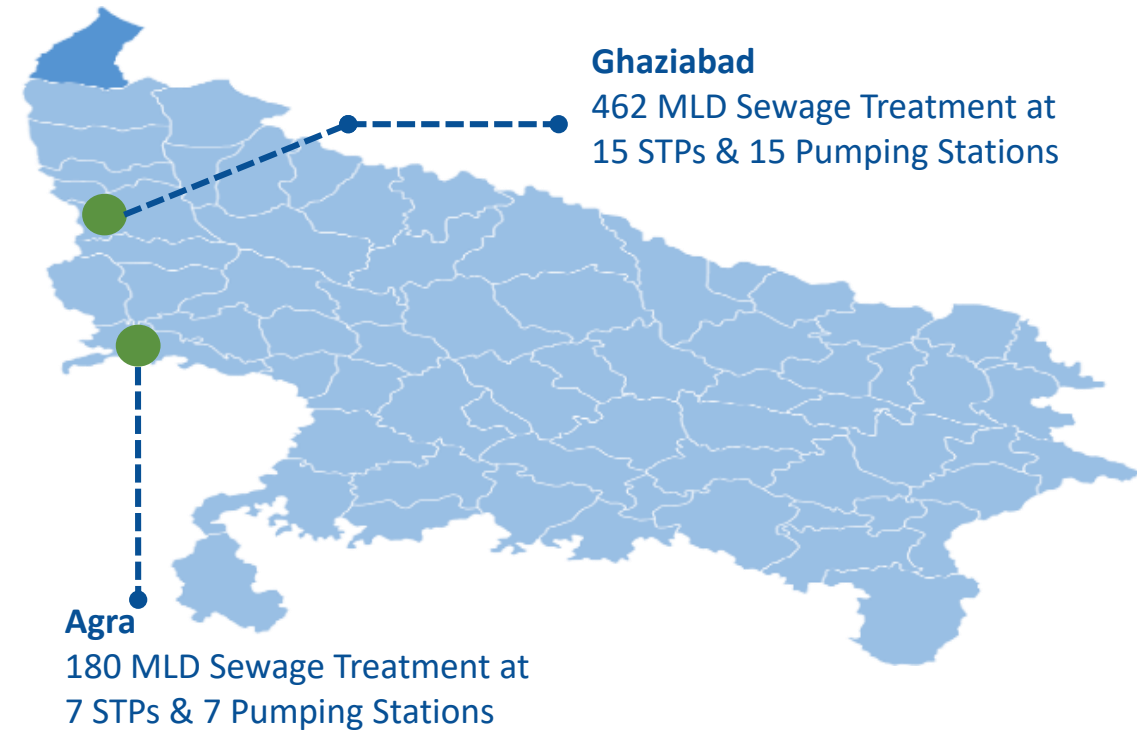 Ghaziabad
462 MLD Sewage Treatment at
15 STPs & 15 Pumping Stations
Agra
180 MLD Sewage Treatment at
7 STPs & 7 Pumping Stations